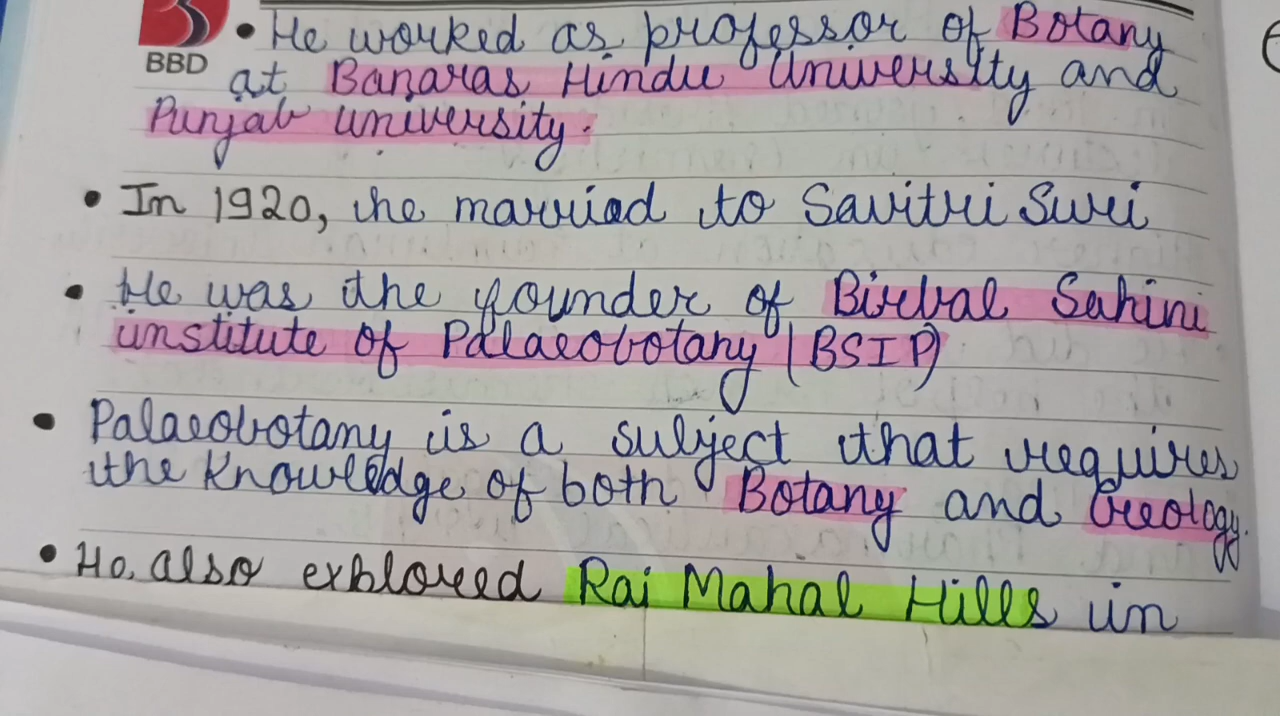 • He worked as professor of Botany
BBD
at Banaras Hindu University and
Punjab university.
• In 1920, he married to Savitri Suri
• He was the founder of Birbal Sahini
institute of Palaeobotany (BSIP)
• Palaeobotany is a subject that requires
the knowledge of both Botany and Geology.
• He also explored Raj Mahal Hills in